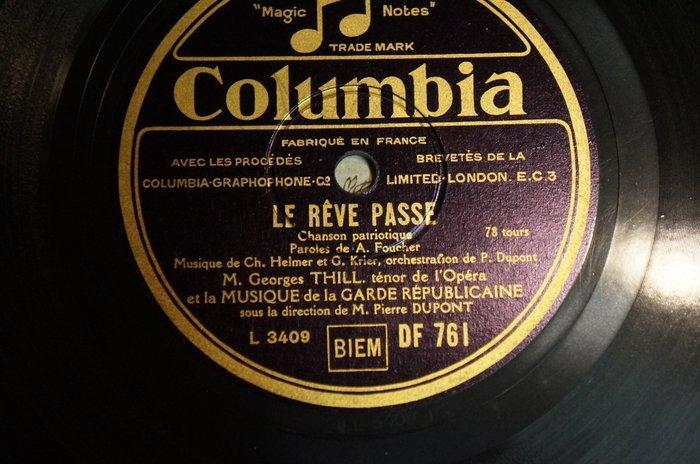 "Magic Notes"
TRADE MARK
Columbia
FABRIQUÉ EN FRANCE
AVEC LES PROCÉDÉS BREVETÉS DE LA
COLUMBIA·GRAPHOPHONE·Cº LIMITED·LONDON. E.C.3
LE RÊVE PASSE
Chanson patriotique 78 tours
Paroles de A. Foucher
Musique de Ch. Helmer et G. Krier, orchestration de P. Dupont
M. Georges THILL, ténor de l'Opéra
et la MUSIQUE de la GARDE RÉPUBLICAINE
sous la direction de M. Pierre DUPONT
L 3409 BIEM DF 761